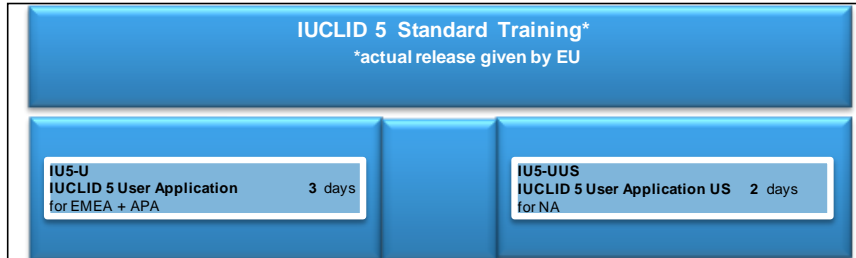 IUCLID 5 Standard Training*
*actual release given by EU
IU5-U
IUCLID 5 User Application 3 days
for EMEA + APA
IU5-UUS
IUCLID 5 User Application US 2 days
for NA